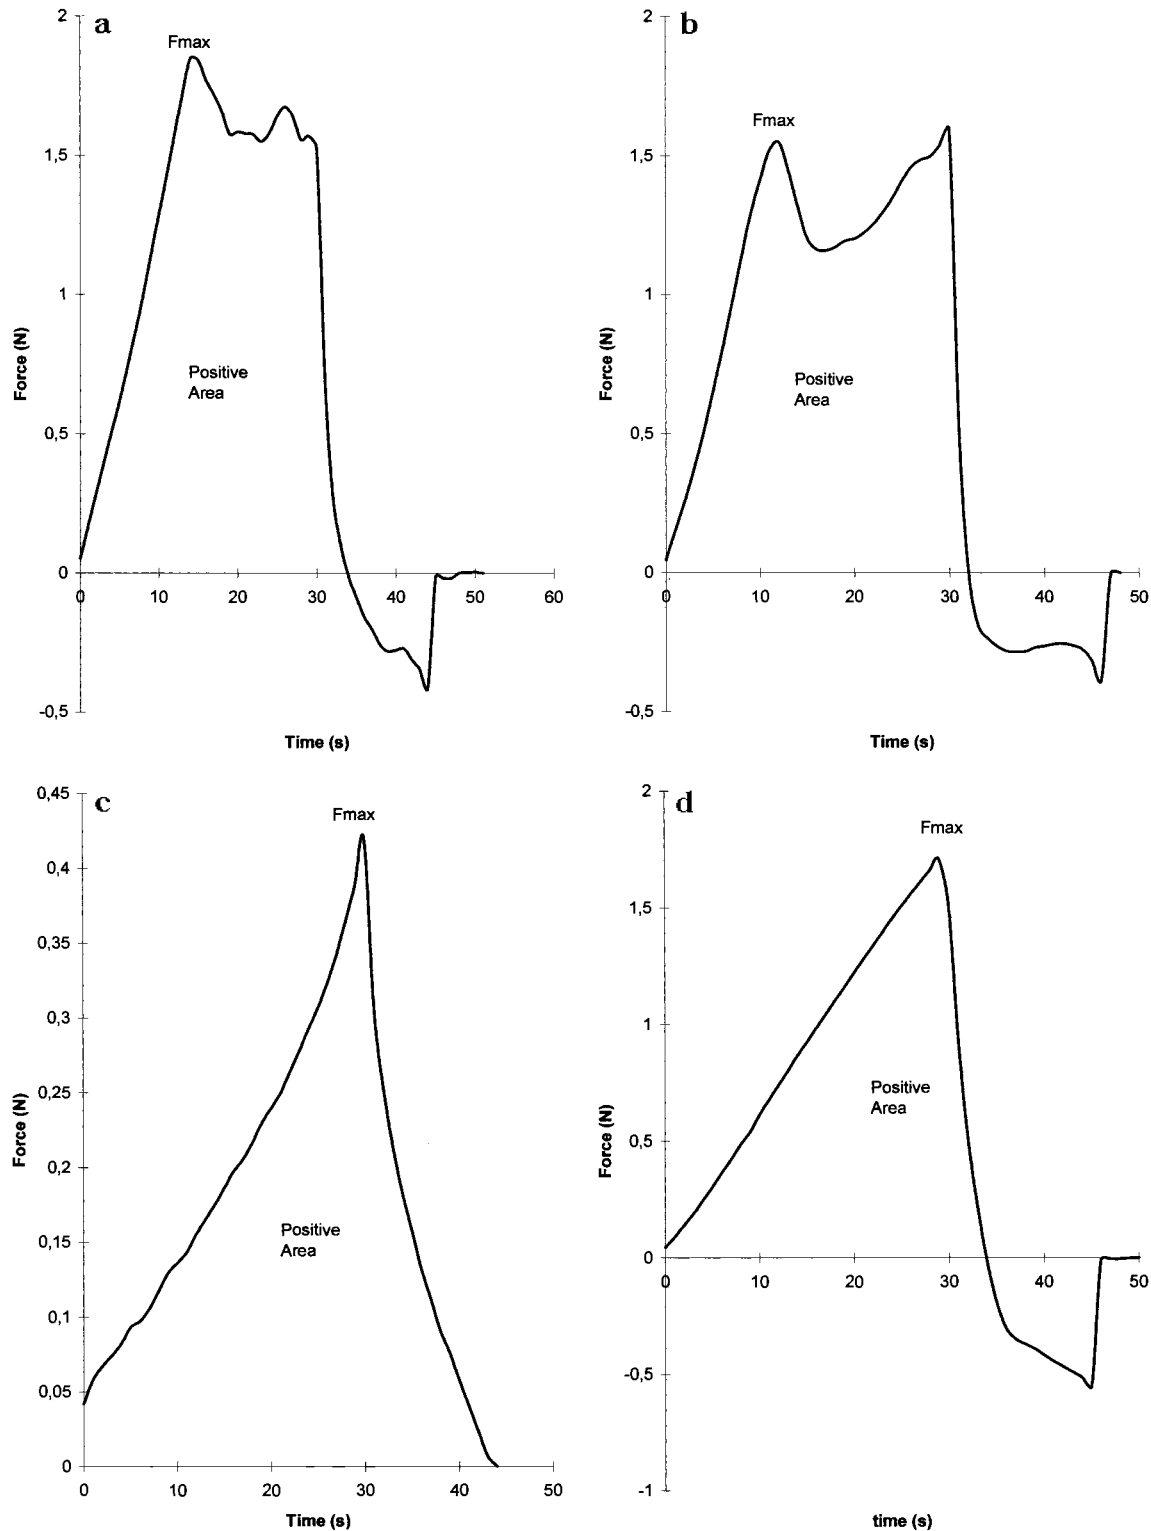 a
Fmax
2
1,5
1
0,5
0
-0,5
0 10 20 30 40 50 60
Force (N)
Positive
Area
Time (s)
b
Fmax
2
1,5
1
0,5
0
-0,5
0 10 20 30 40 50
Force (N)
Positive
Area
Time (s)
c
Fmax
0,45
0,4
0,35
0,3
0,25
0,2
0,15
0,1
0,05
0
0 10 20 30 40 50
Force (N)
Positive
Area
Time (s)
d
Fmax
2
1,5
1
0,5
0
-0,5
-1
0 10 20 30 40 50
Force (N)
Positive
Area
time (s)